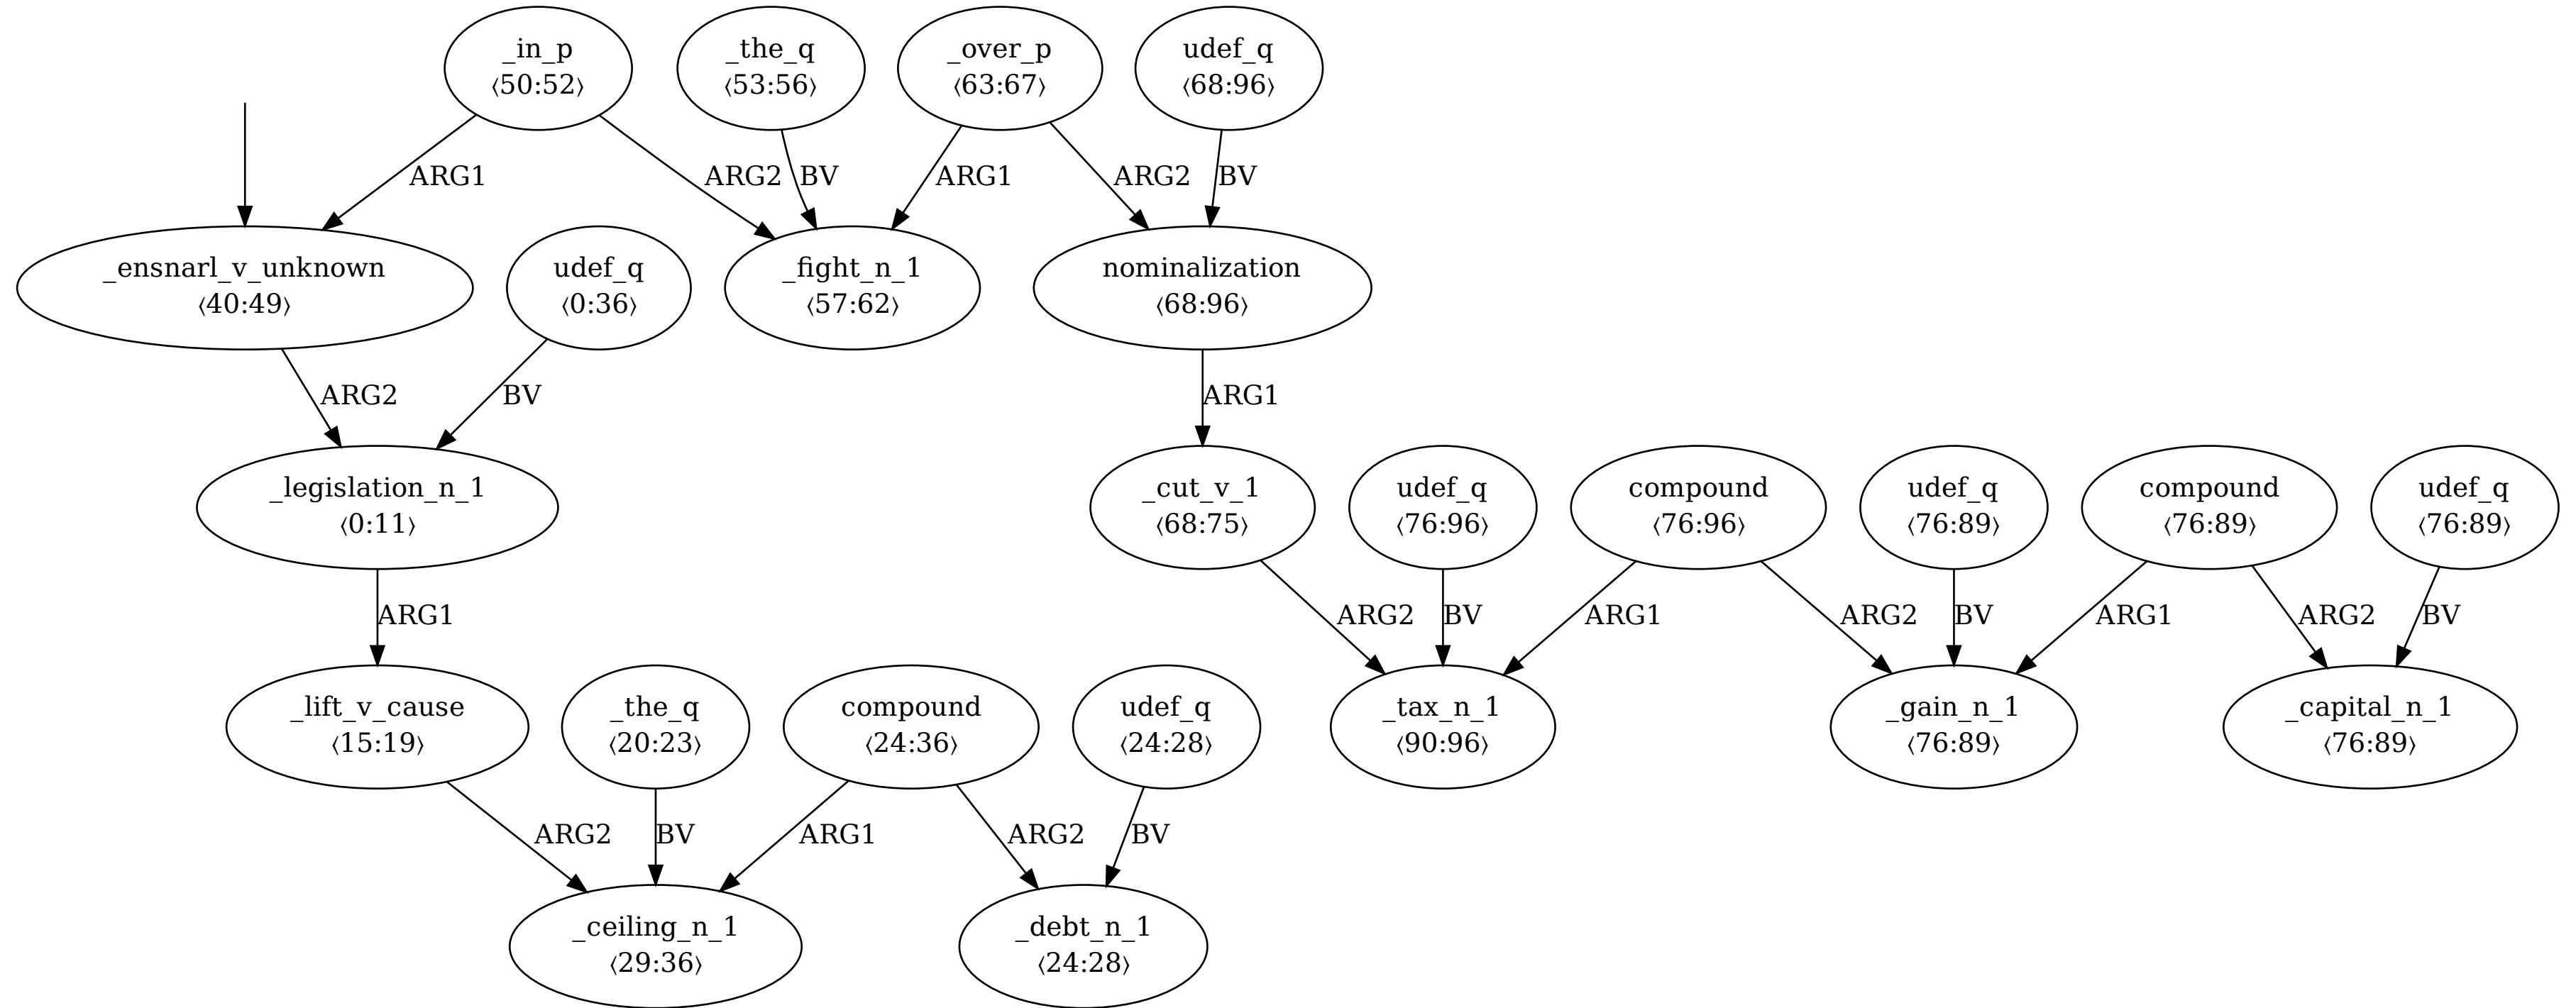 _in_p
⟨50:52⟩
_the_q
⟨53:56⟩
_over_p
⟨63:67⟩
udef_q
⟨68:96⟩
ARG1
ARG2
BV
ARG1
ARG2
BV
_ensnarl_v_unknown
⟨40:49⟩
udef_q
⟨0:36⟩
_fight_n_1
⟨57:62⟩
nominalization
⟨68:96⟩
ARG2
BV
ARG1
_legislation_n_1
⟨0:11⟩
_cut_v_1
⟨68:75⟩
udef_q
⟨76:96⟩
compound
⟨76:96⟩
udef_q
⟨76:89⟩
compound
⟨76:89⟩
udef_q
⟨76:89⟩
ARG1
ARG2
BV
ARG1
ARG2
BV
ARG1
ARG2
BV
_lift_v_cause
⟨15:19⟩
_the_q
⟨20:23⟩
compound
⟨24:36⟩
udef_q
⟨24:28⟩
_tax_n_1
⟨90:96⟩
_gain_n_1
⟨76:89⟩
_capital_n_1
⟨76:89⟩
ARG2
BV
ARG1
ARG2
BV
_ceiling_n_1
⟨29:36⟩
_debt_n_1
⟨24:28⟩